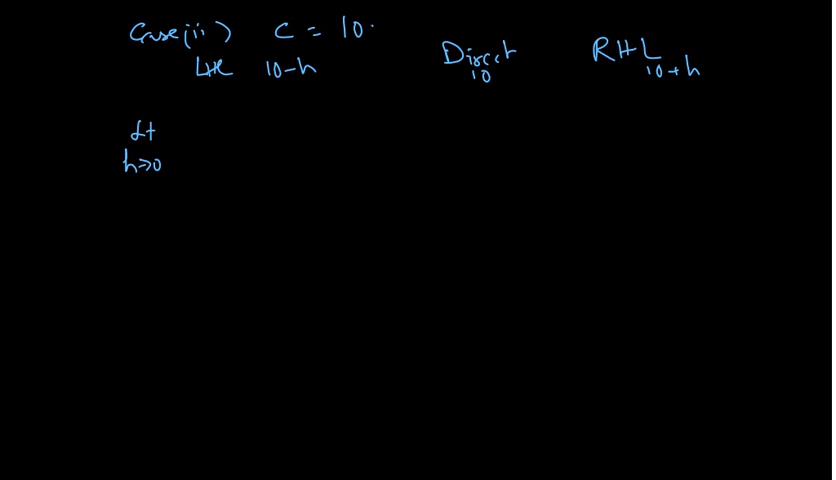 Case(ii) C = 10.
LHL 10-h Direct 10 RHL 10+h
Lt
h→0